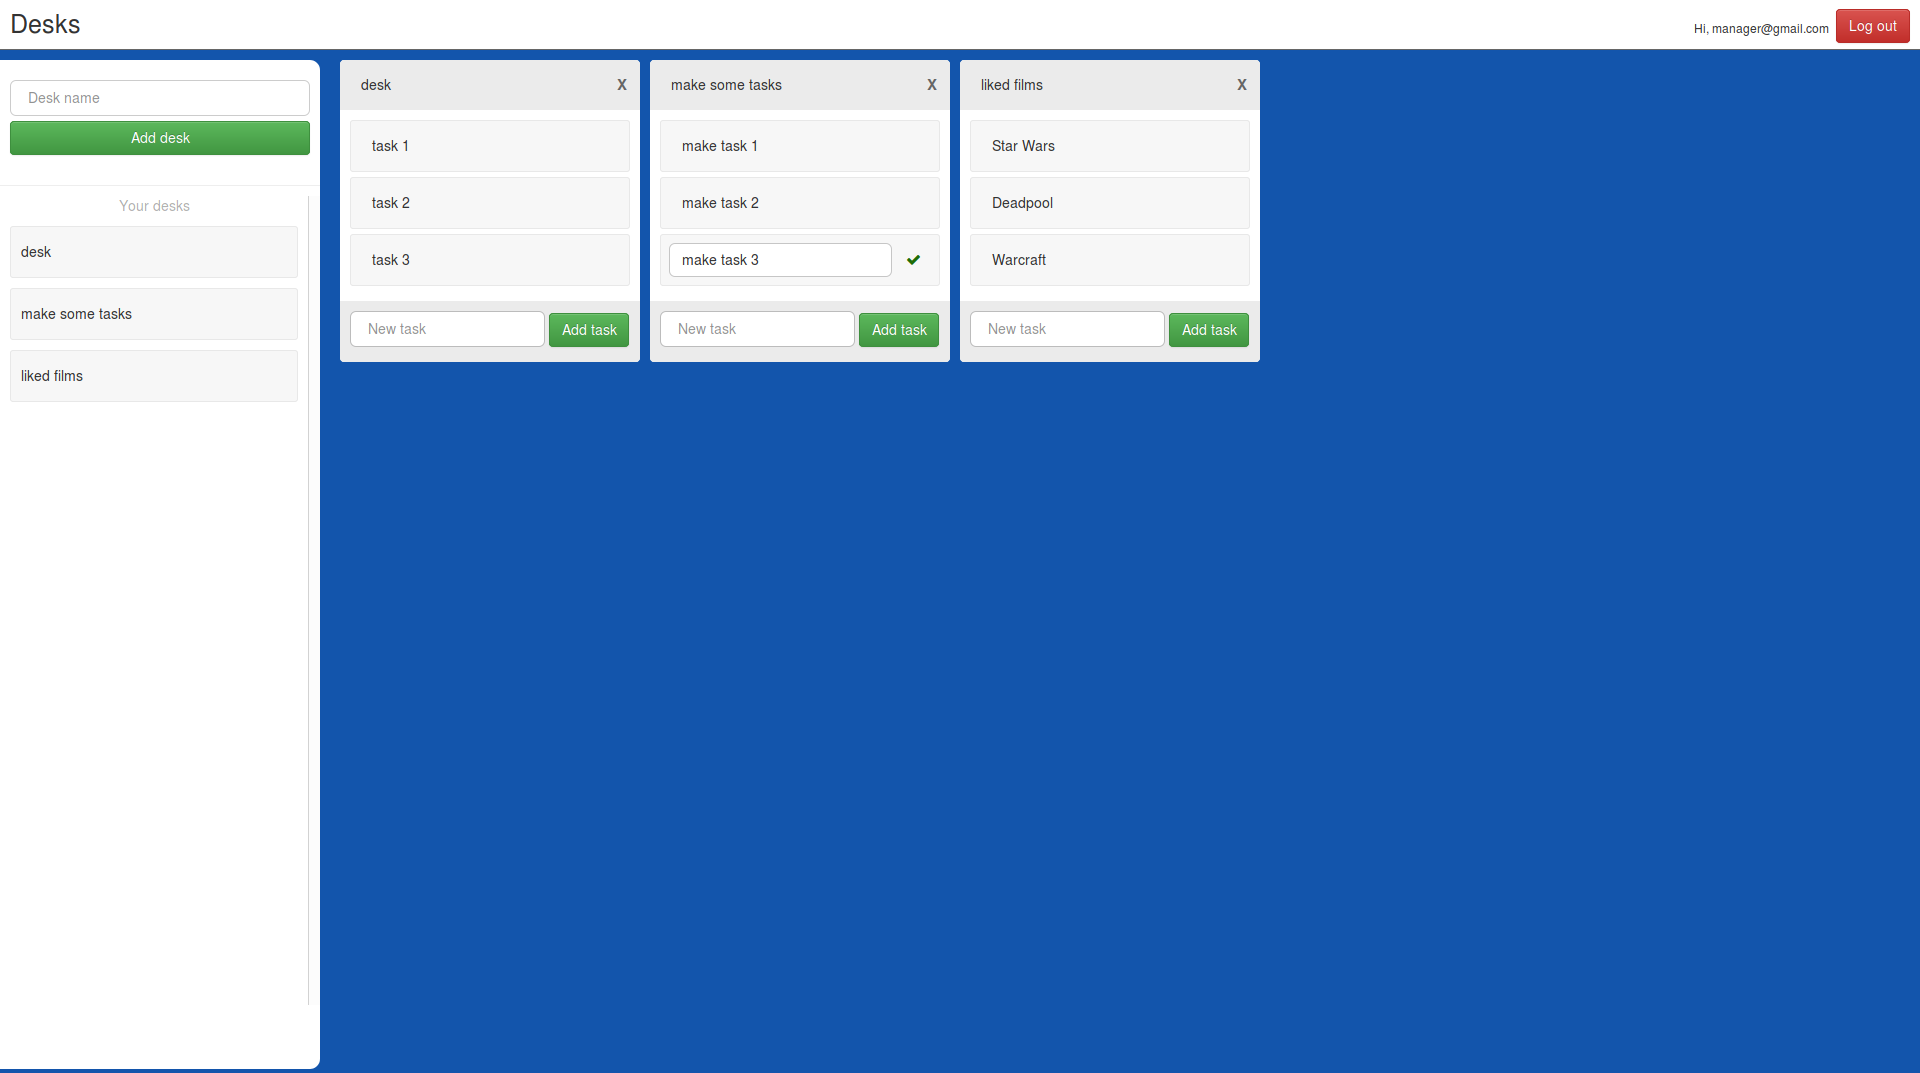 Desks
Hi, manager@gmail.com Log out
Desk name
Add desk
Your desks
desk
make some tasks
liked films
desk X
task 1
task 2
task 3
New task Add task
make some tasks X
make task 1
make task 2
make task 3
New task Add task
liked films X
Star Wars
Deadpool
Warcraft
New task Add task